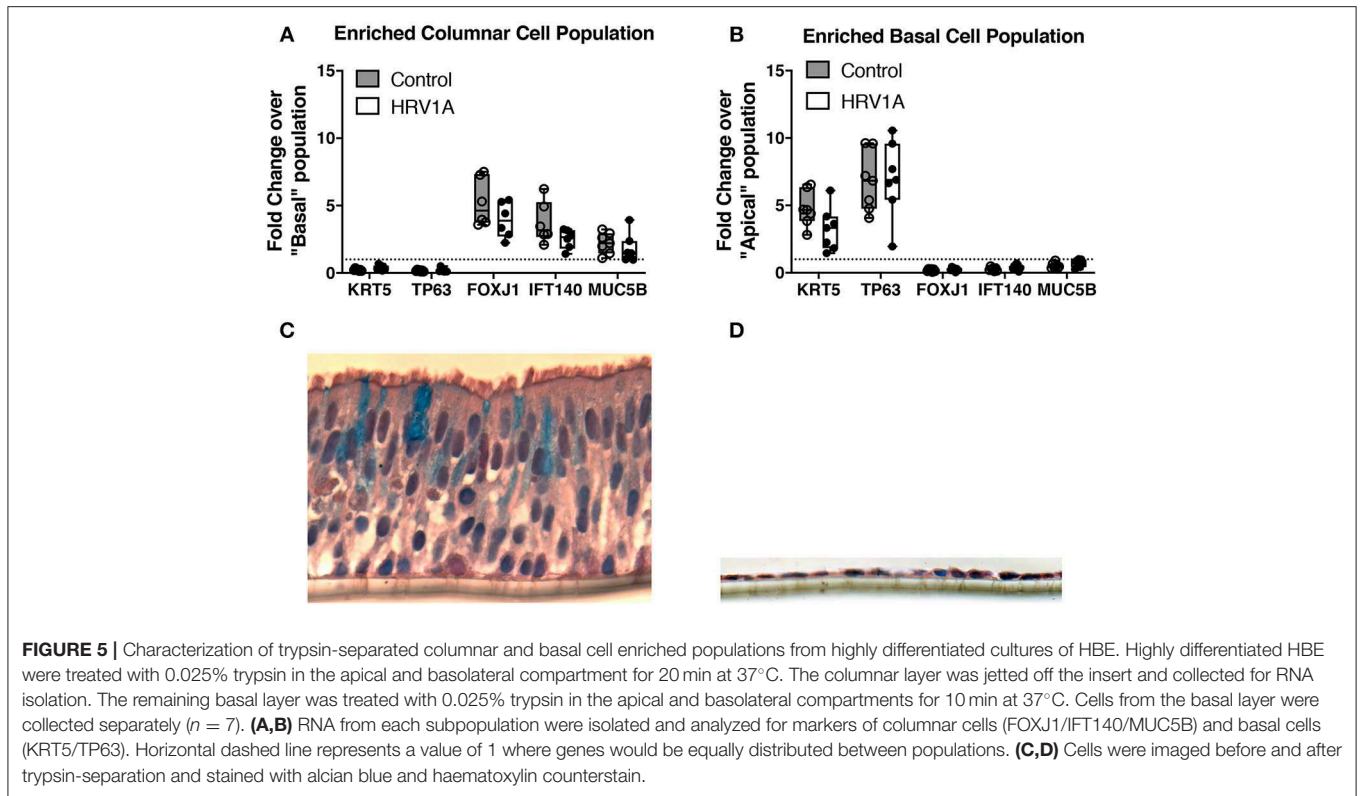 A Enriched Columnar Cell Population
Fold Change over
"Basal" population
15
10
5
0
Control
HRV1A
KRT5 TP63 FOXJ1 IFT140 MUC5B
B Enriched Basal Cell Population
Fold Change over
"Apical" population
15
10
5
0
Control
HRV1A
KRT5 TP63 FOXJ1 IFT140 MUC5B
C
D
FIGURE 5 | Characterization of trypsin-separated columnar and basal cell enriched populations from highly differentiated cultures of HBE. Highly differentiated HBE
were treated with 0.025% trypsin in the apical and basolateral compartment for 20 min at 37°C. The columnar layer was jetted off the insert and collected for RNA
isolation. The remaining basal layer was treated with 0.025% trypsin in the apical and basolateral compartments for 10 min at 37°C. Cells from the basal layer were
collected separately (n = 7). (A,B) RNA from each subpopulation were isolated and analyzed for markers of columnar cells (FOXJ1/IFT140/MUC5B) and basal cells
(KRT5/TP63). Horizontal dashed line represents a value of 1 where genes would be equally distributed between populations. (C,D) Cells were imaged before and after
trypsin-separation and stained with alcian blue and haematoxylin counterstain.